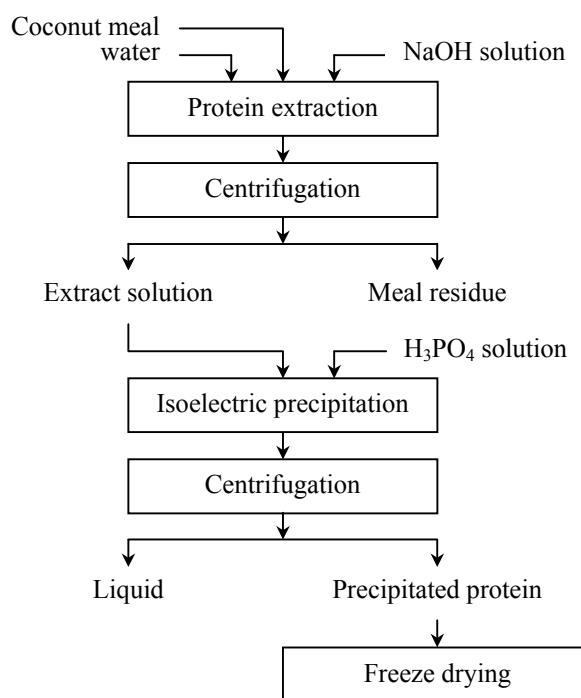 Coconut meal
water
NaOH solution
Protein extraction
Centrifugation
Extract solution
Meal residue
H₃PO₄ solution
Isoelectric precipitation
Centrifugation
Liquid
Precipitated protein
Freeze drying